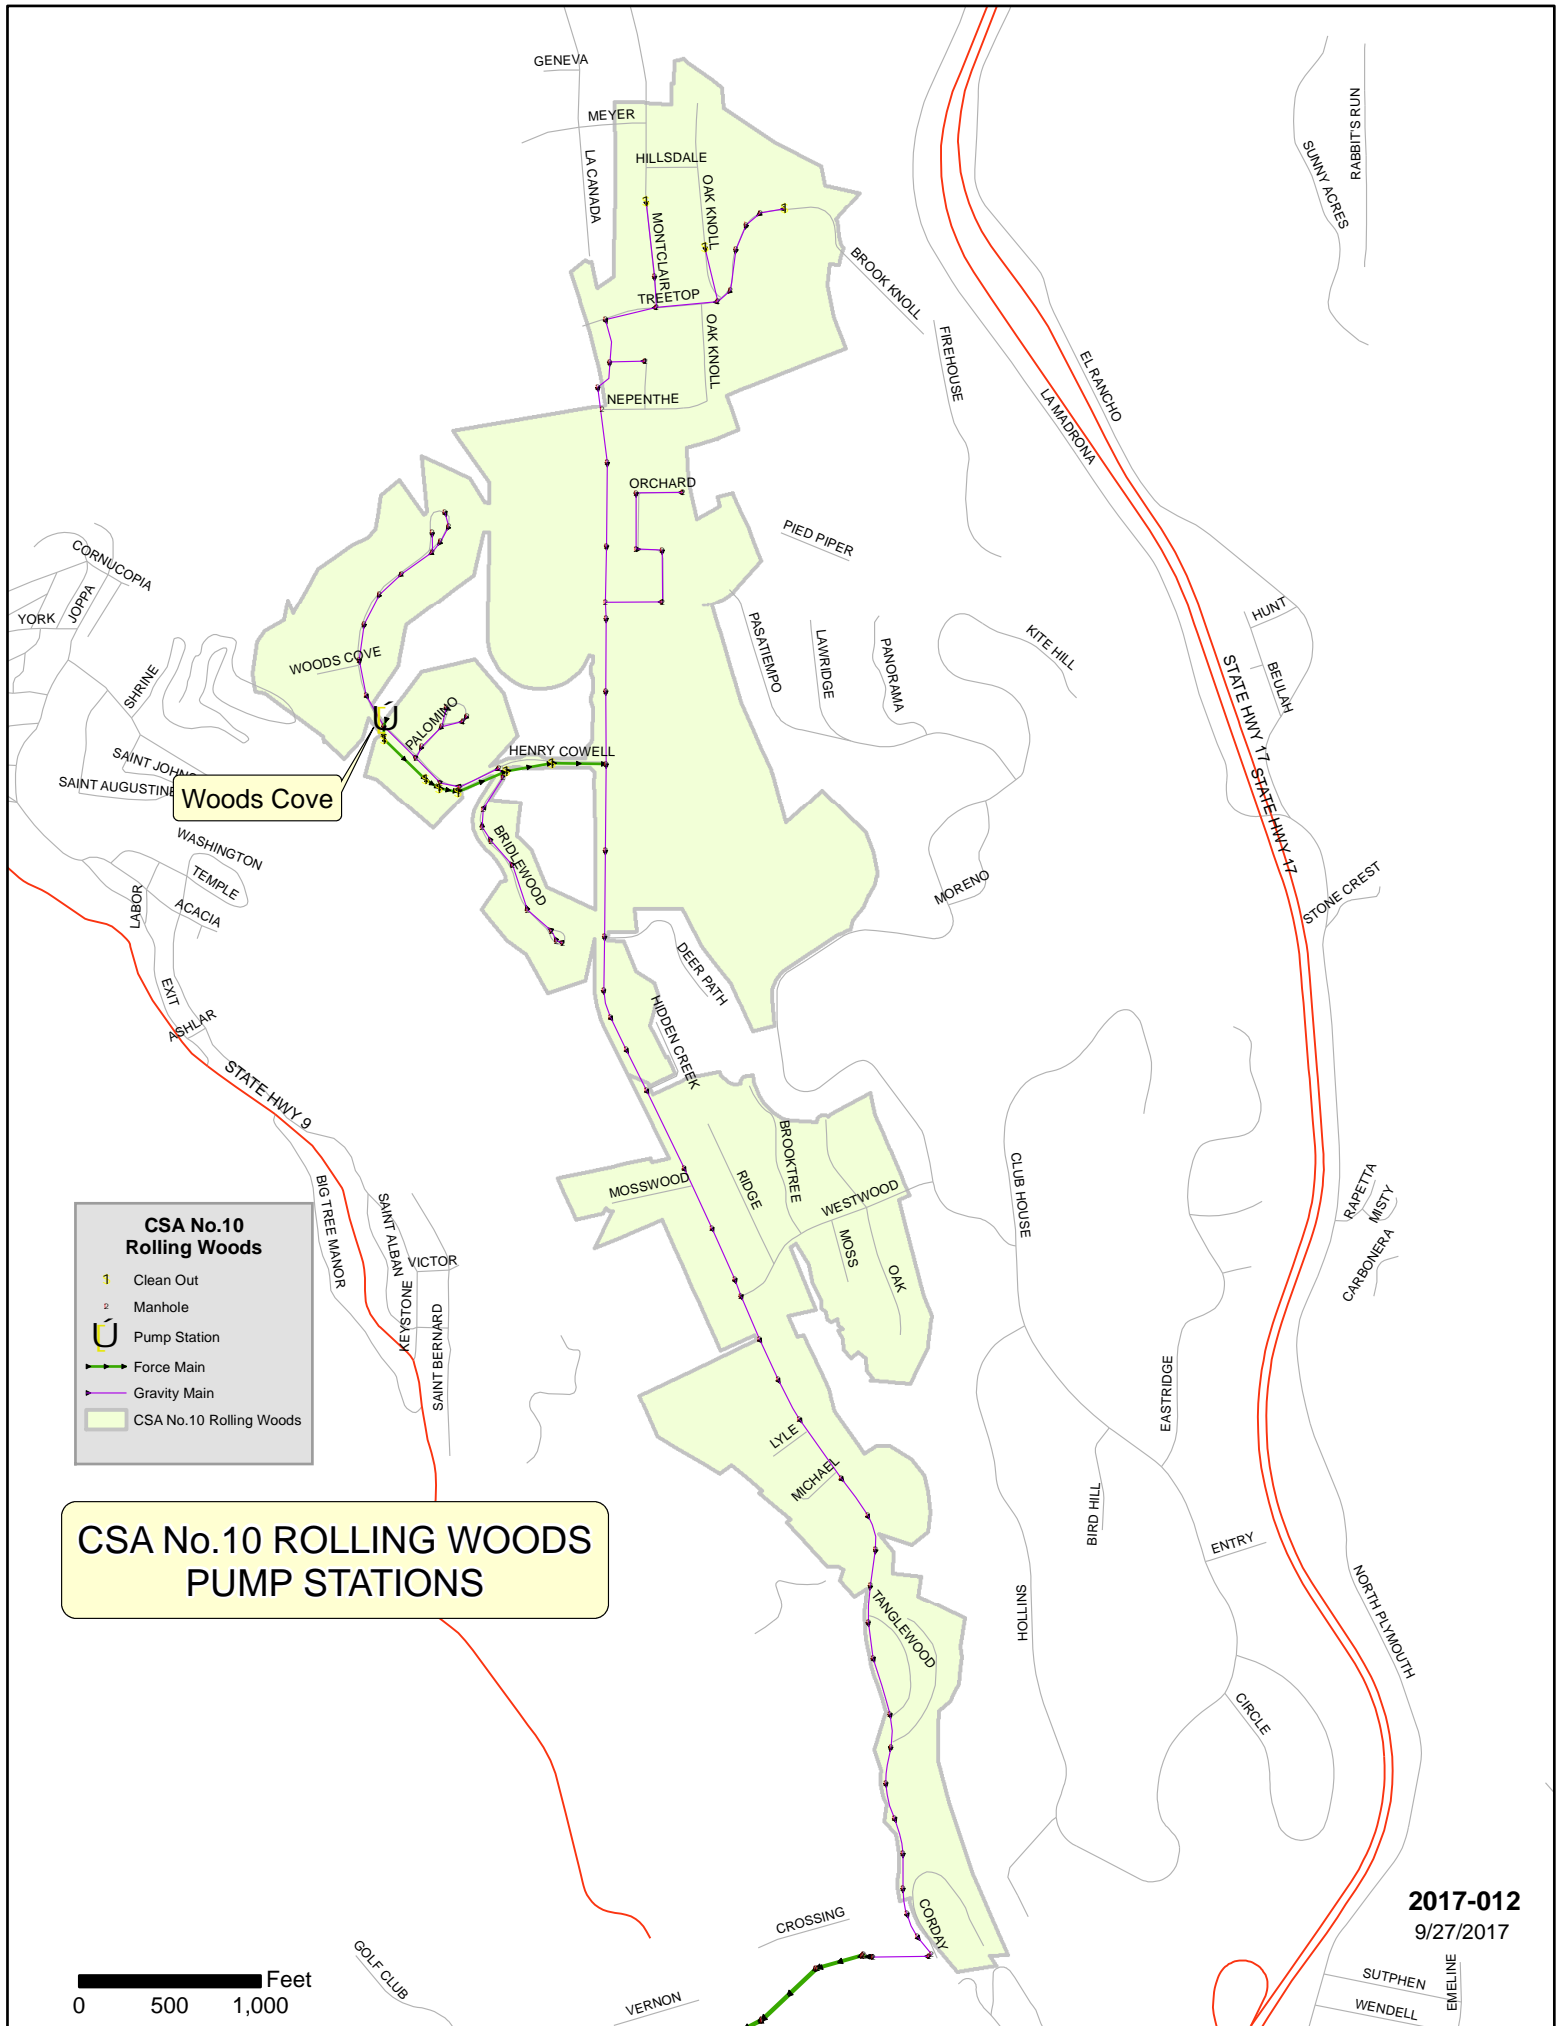 GENEVA
MEYER
LA CANADA
HILLSDALE
OAK KNOLL
MONTCLAIR
TREETOP
OAK KNOLL
BROOK KNOLL
FIREHOUSE
NEPENTHE
ORCHARD
SUNNY ACRES
RABBIT'S RUN
EL RANCHO
LA MADRONA
PIED PIPER
CORNUCOPIA
JOPPA
YORK
SHRINE
WOODS COVE
PALOMINO
HENRY COWELL
PASATIEMPO
LAWRIDGE
PANORAMA
KITE HILL
HUNT
BEULAH
STATE HWY 17
STATE HWY 17
SAINT JOHNS
SAINT AUGUSTINE
Woods Cove
WASHINGTON
TEMPLE
ACACIA
LABOR
BRIDLEWOOD
MORENO
STONE CREST
EXIT
ASHLAR
DEER PATH
HIDDEN CREEK
STATE HWY 9
BIG TREE MANOR
SAINT ALBAN
VICTOR
KEYSTONE
SAINT BERNARD
MOSSWOOD
RIDGE
BROOKTREE
WESTWOOD
MOSS
OAK
CLUB HOUSE
RAPETTA
MISTY
CARBONERA
CSA No.10
Rolling Woods
1 Clean Out
2 Manhole
Ú Pump Station
Force Main
Gravity Main
CSA No.10 Rolling Woods
LYLE
MICHAEL
EASTRIDGE
BIRD HILL
ENTRY
HOLLINS
NORTH PLYMOUTH
CIRCLE
CSA No.10 ROLLING WOODS
PUMP STATIONS
TANGLEWOOD
CORDAY
CROSSING
GOLF CLUB
VERNON
2017-012
9/27/2017
SUTPHEN
WENDELL
EMELINE
Feet
0 500 1,000